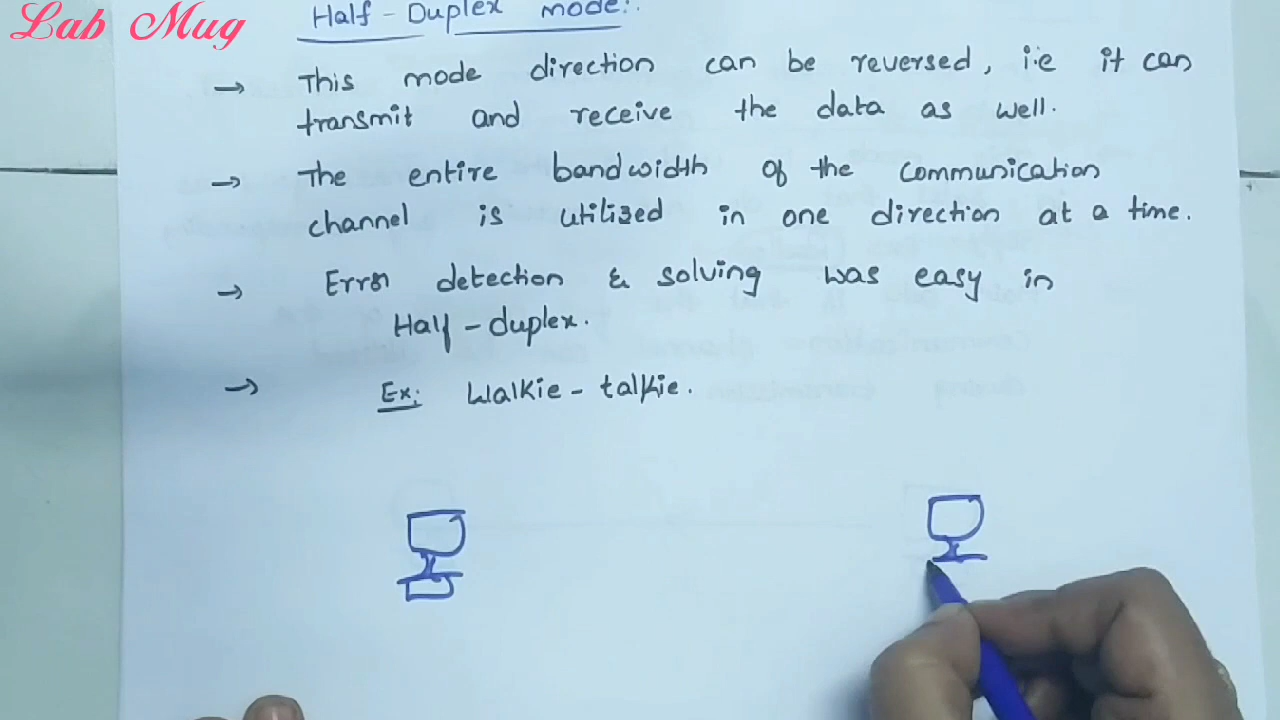 Lab Mug
Half-Duplex mode:.
→ This mode direction can be reversed, i.e it can
transmit and receive the data as well.
→ The entire bandwidth of the communication
channel is utilized in one direction at a time.
→ Error detection & solving was easy in
Half-duplex.
→ Ex: Walkie-talkie.